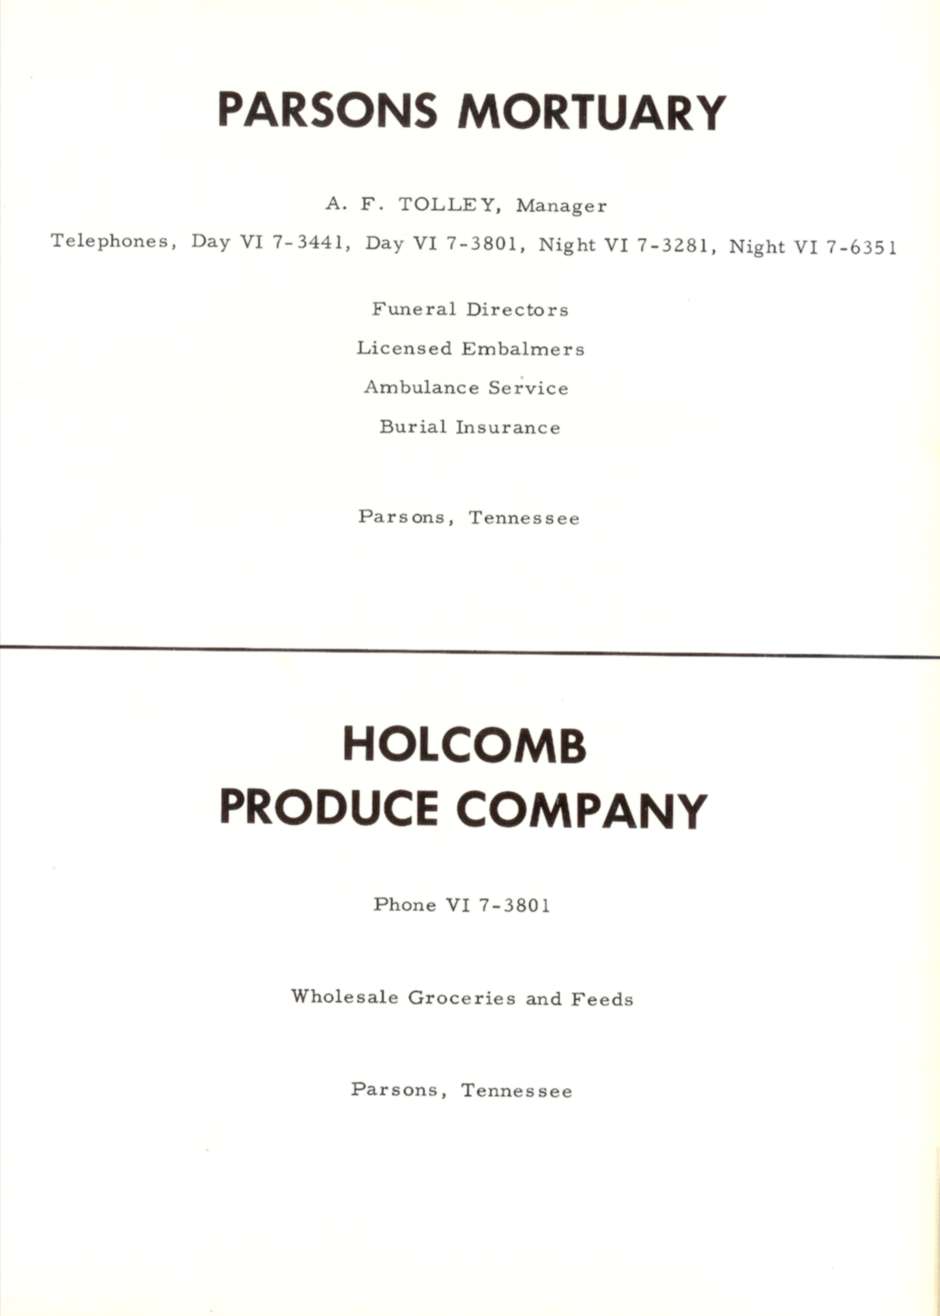 PARSONS MORTUARY
A. F. TOLLEY, Manager
Telephones, Day VI 7-3441, Day VI 7-3801, Night VI 7-3281, Night VI 7-6351
Funeral Directors
Licensed Embalmers
Ambulance Service
Burial Insurance
Parsons, Tennessee
HOLCOMB
PRODUCE COMPANY
Phone VI 7-3801
Wholesale Groceries and Feeds
Parsons, Tennessee